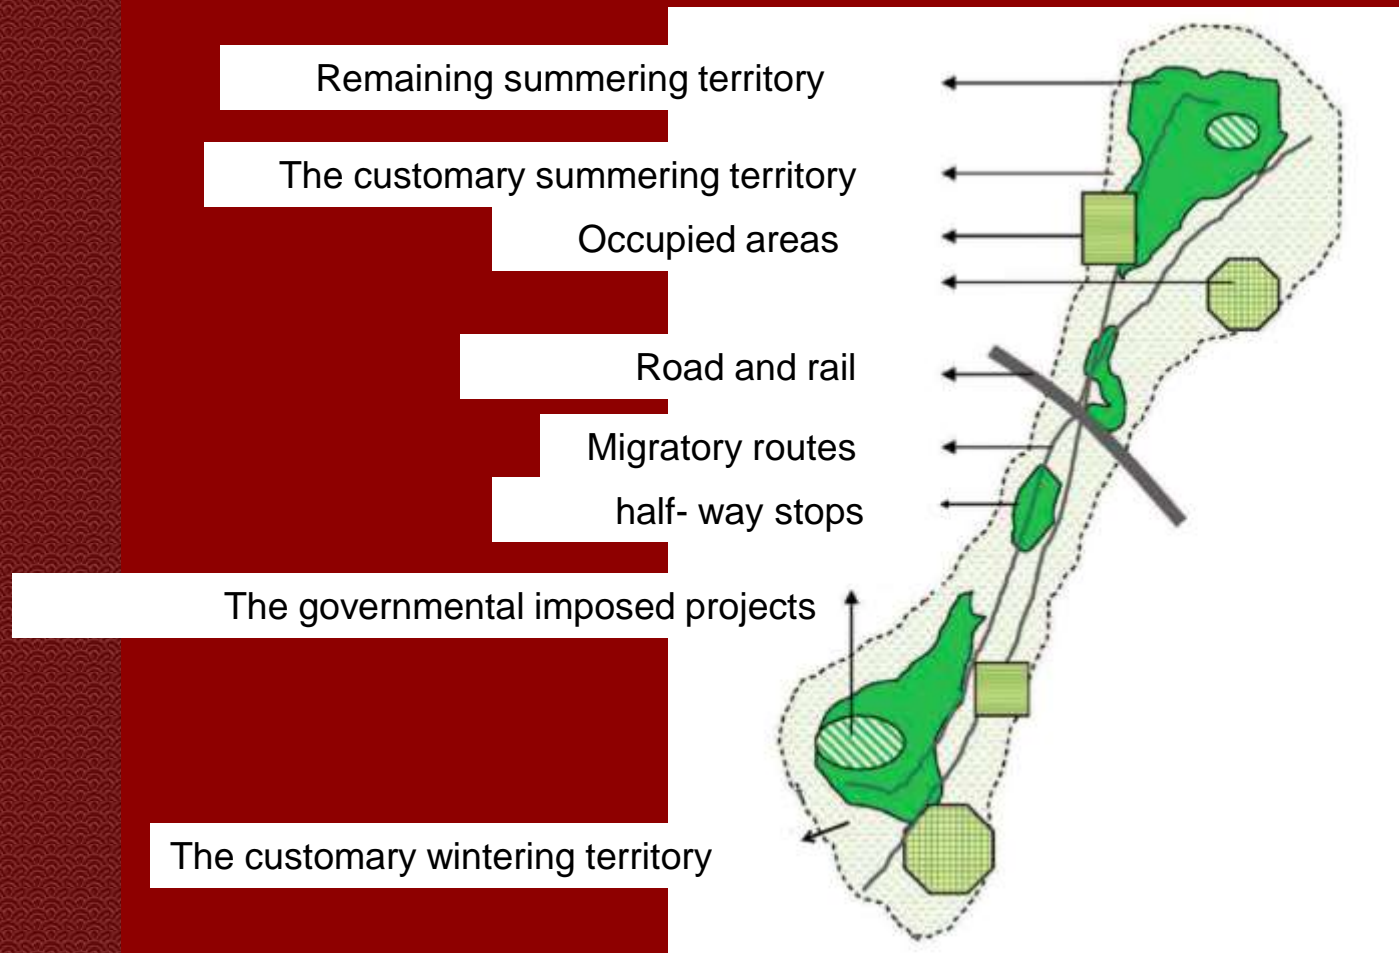 Remaining summering territory
The customary summering territory
Occupied areas
Road and rail
Migratory routes
half- way stops
The governmental imposed projects
The customary wintering territory